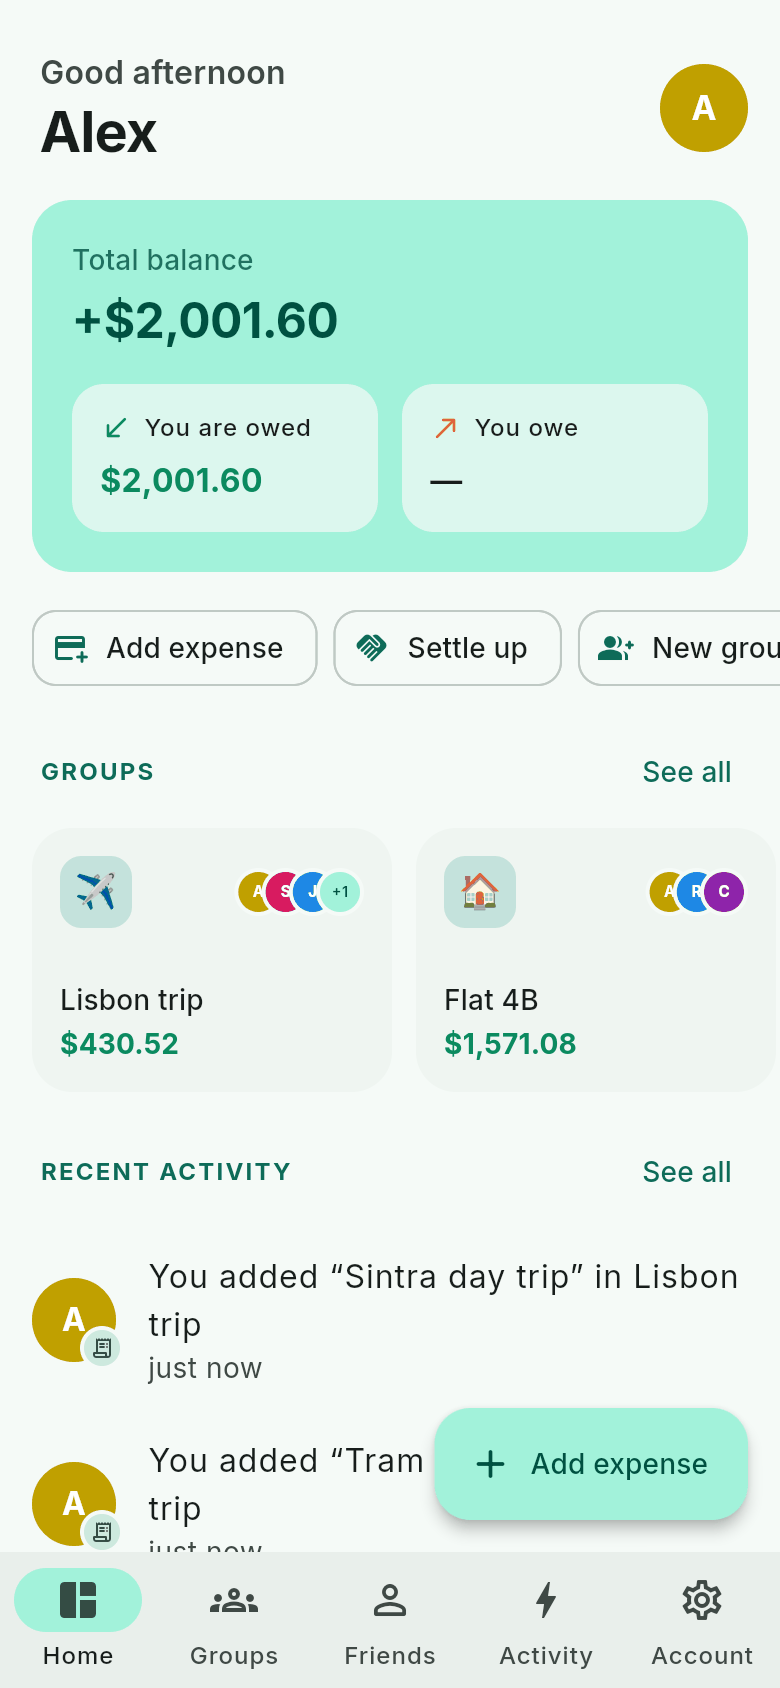 Good afternoon
Alex
A
Total balance
+$2,001.60
You are owed
$2,001.60
You owe
—
Add expense
Settle up
New grou
GROUPS
See all
A S J +1
Lisbon trip
$430.52
A R C
Flat 4B
$1,571.08
RECENT ACTIVITY
See all
A
You added “Sintra day trip” in Lisbon
trip
just now
A
You added “Tram
trip
just now
Add expense
Home
Groups
Friends
Activity
Account